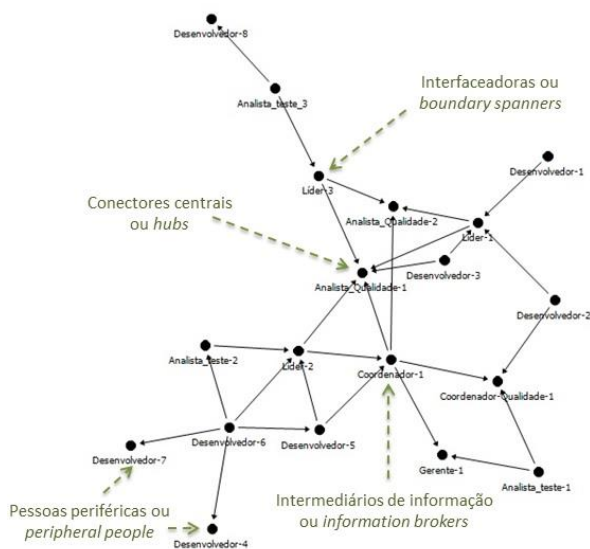 Desenvolvedor-8
Analista_teste_3
Interfaceadoras ou
boundary spanners
Desenvolvedor-1
Líder-3
Conectores centrais
ou hubs
Analista_Qualidade-2
Líder-1
Desenvolvedor-3
Analista_Qualidade-1
Desenvolvedor-2
Analista_teste-2
Líder-2
Coordenador-1
Coordenador-Qualidade-1
Desenvolvedor-6
Desenvolvedor-5
Desenvolvedor-7
Gerente-1
Analista_teste-1
Pessoas periféricas ou
peripheral people
Intermediários de informação
ou information brokers
Desenvolvedor-4